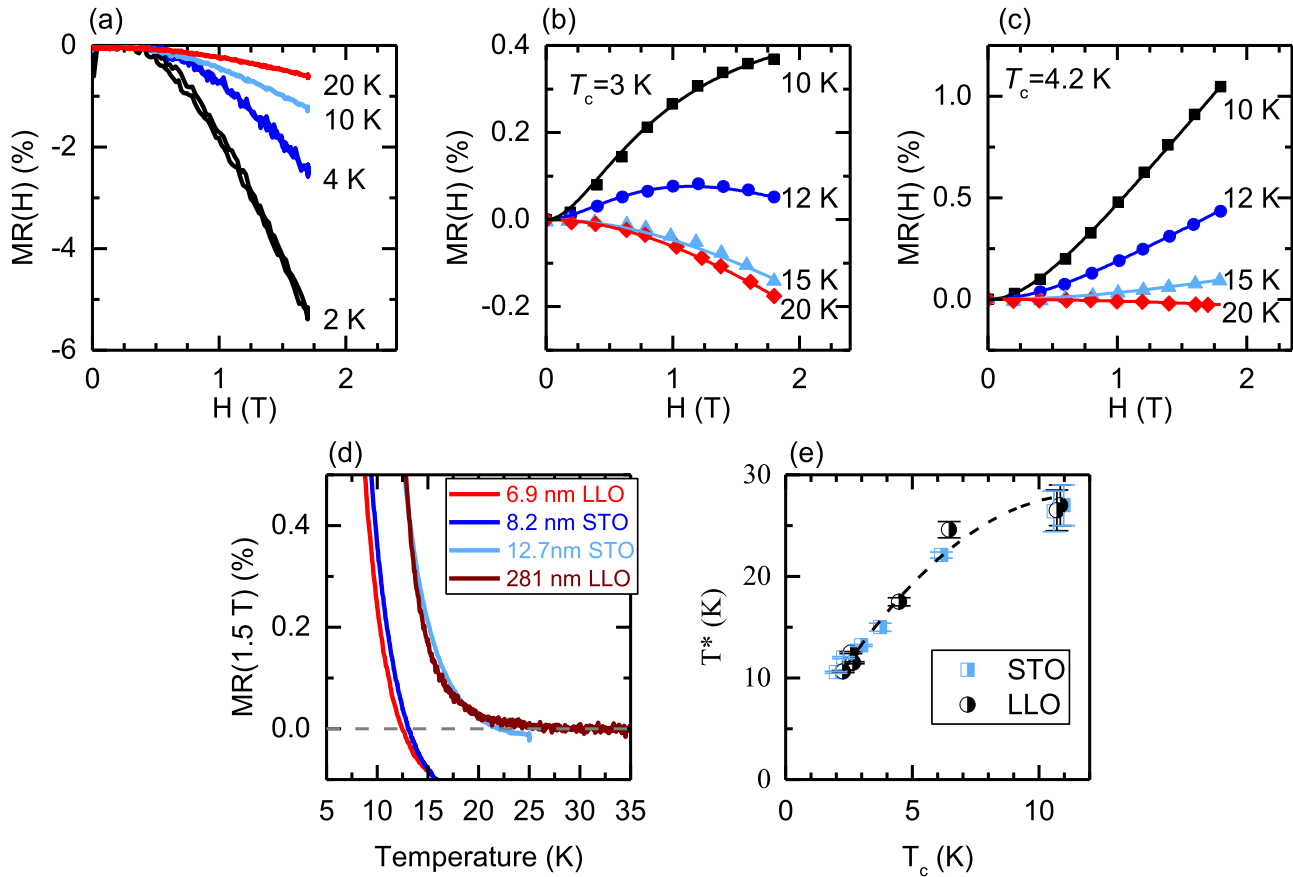 (a)
0
-2
-4
-6
MR(H) (%)
20 K
10 K
4 K
2 K
0 1 2
H (T)
(b)
0.4
0.2
0.0
-0.2
MR(H) (%)
Tc=3 K
10 K
12 K
15 K
20 K
0 1 2
H (T)
(c)
1.0
0.5
0.0
MR(H) (%)
Tc=4.2 K
10 K
12 K
15 K
20 K
0 1 2
H (T)
(d)
0.4
0.2
0.0
MR(1.5 T) (%)
6.9 nm LLO
8.2 nm STO
12.7nm STO
281 nm LLO
5 10 15 20 25 30 35
Temperature (K)
(e)
30
20
10
0
T* (K)
STO
LLO
0 5 10
Tc (K)